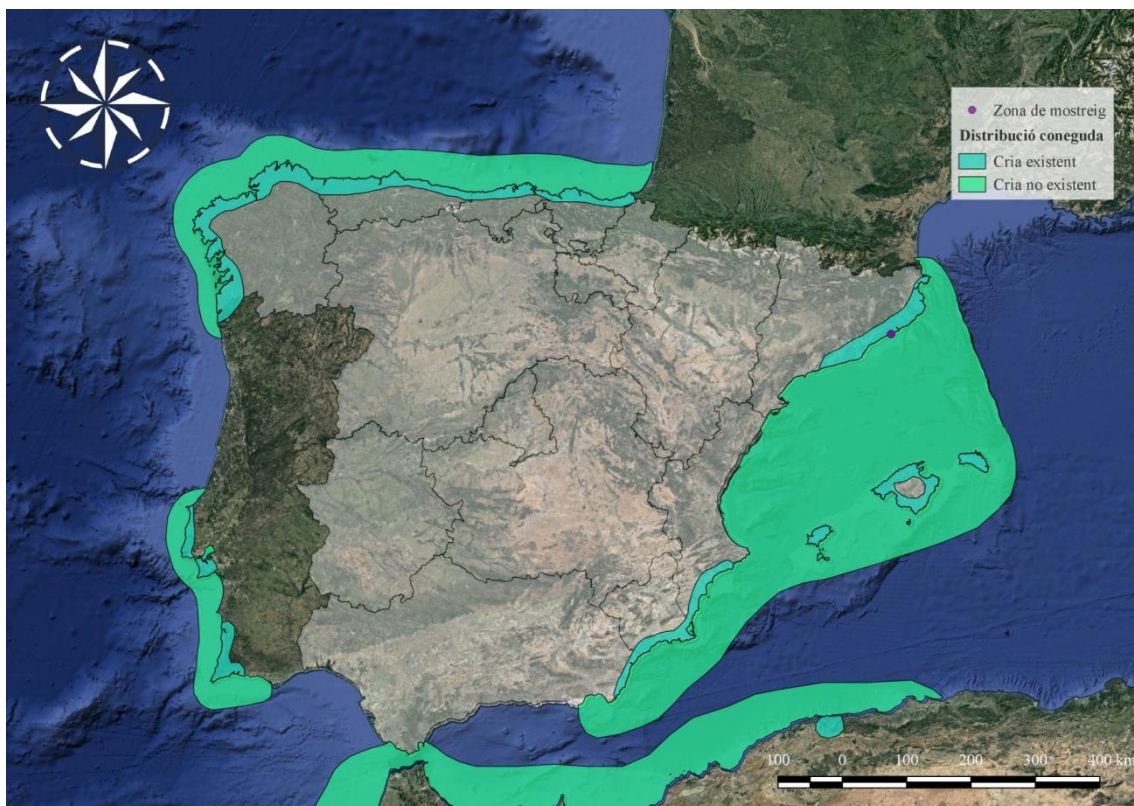 Zona de mostreig
Distribució coneguda
Cria existent
Cria no existent
100 0 100 200 300 400 km